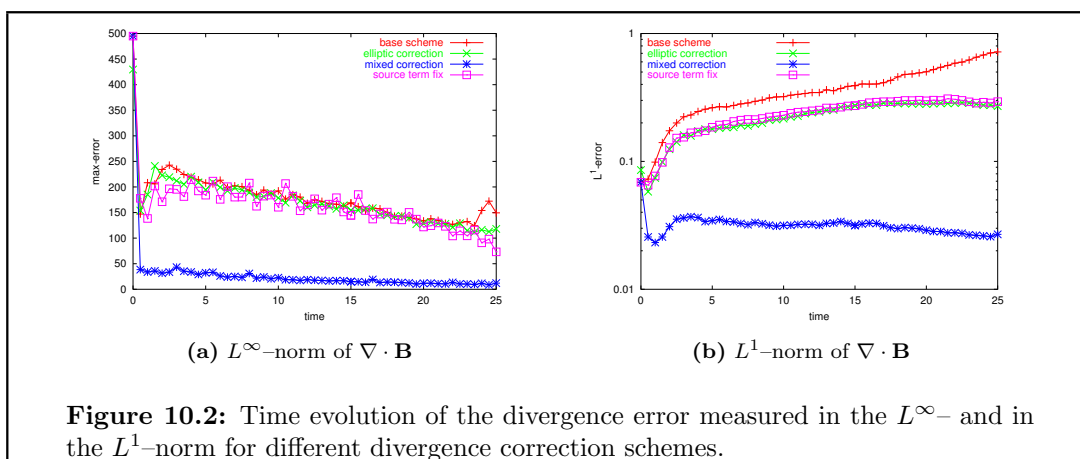 500
450
400
350
300
250
200
150
100
50
0
max-error
0 5 10 15 20 25
time
base scheme
elliptic correction
mixed correction
source term fix
(a) L^∞–norm of ∇ · B
1
0.1
0.01
L^1-error
0 5 10 15 20 25
time
base scheme
elliptic correction
mixed correction
source term fix
(b) L^1–norm of ∇ · B
Figure 10.2: Time evolution of the divergence error measured in the L^∞– and in
the L^1–norm for different divergence correction schemes.